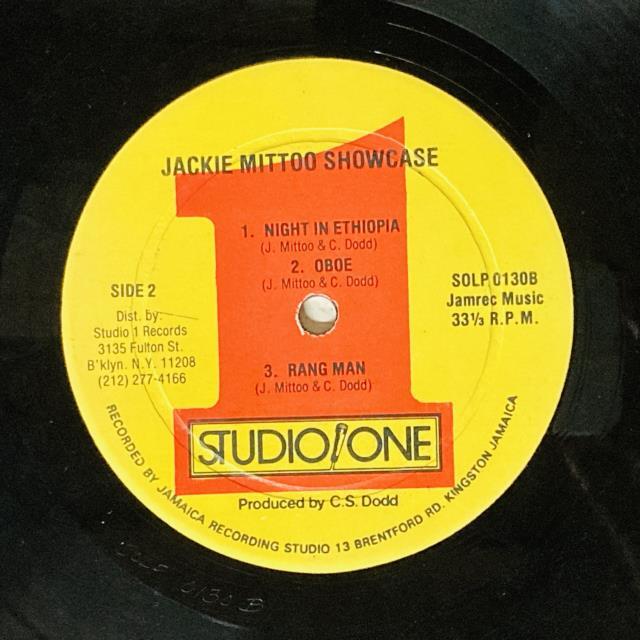 JACKIE MITTOO SHOWCASE
1. NIGHT IN ETHIOPIA
(J. Mittoo & C. Dodd)
2. OBOE
(J. Mittoo & C. Dodd)
SIDE 2
Dist. by:
Studio 1 Records
3135 Fulton St.
B'klyn. N.Y. 11208
(212) 277-4166
SOLP 0130B
Jamrec Music
33⅓ R.P.M.
3. RANG MAN
(J. Mittoo & C. Dodd)
STUDIO ONE
Produced by C.S. Dodd
RECORDED BY JAMAICA RECORDING STUDIO 13 BRENTFORD RD. KINGSTON JAMAICA